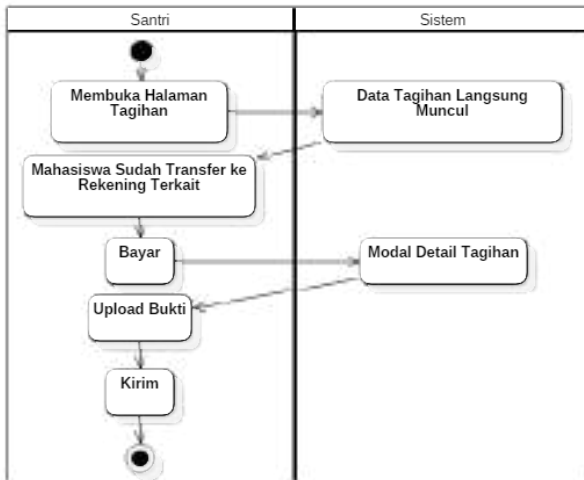 Santri
Sistem
Membuka Halaman
Tagihan
Data Tagihan Langsung
Muncul
Mahasiswa Sudah Transfer ke
Rekening Terkait
Bayar
Modal Detail Tagihan
Upload Bukti
Kirim